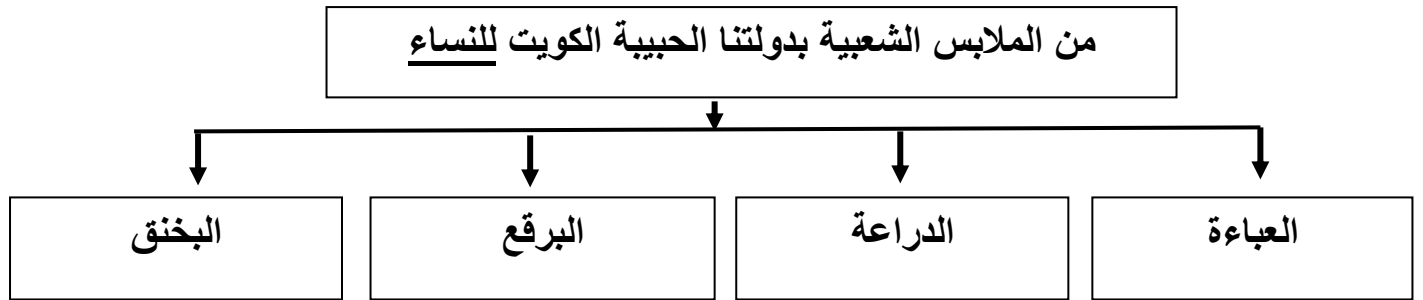 من الملابس الشعبية بدولتنا الحبيبة الكويت للنساء
العباءة
الدراعة
البرقع
البخنق